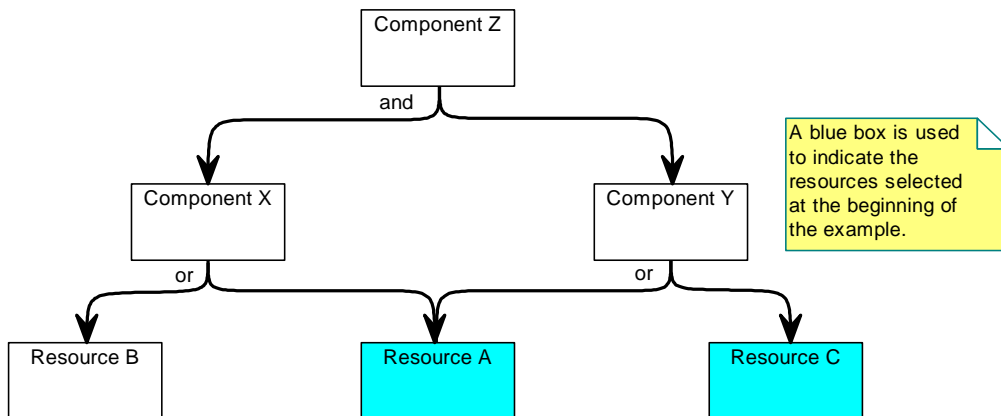 Component Z
and
A blue box is used
to indicate the
resources selected
at the beginning of
the example.
Component X
Component Y
or
or
Resource B
Resource A
Resource C